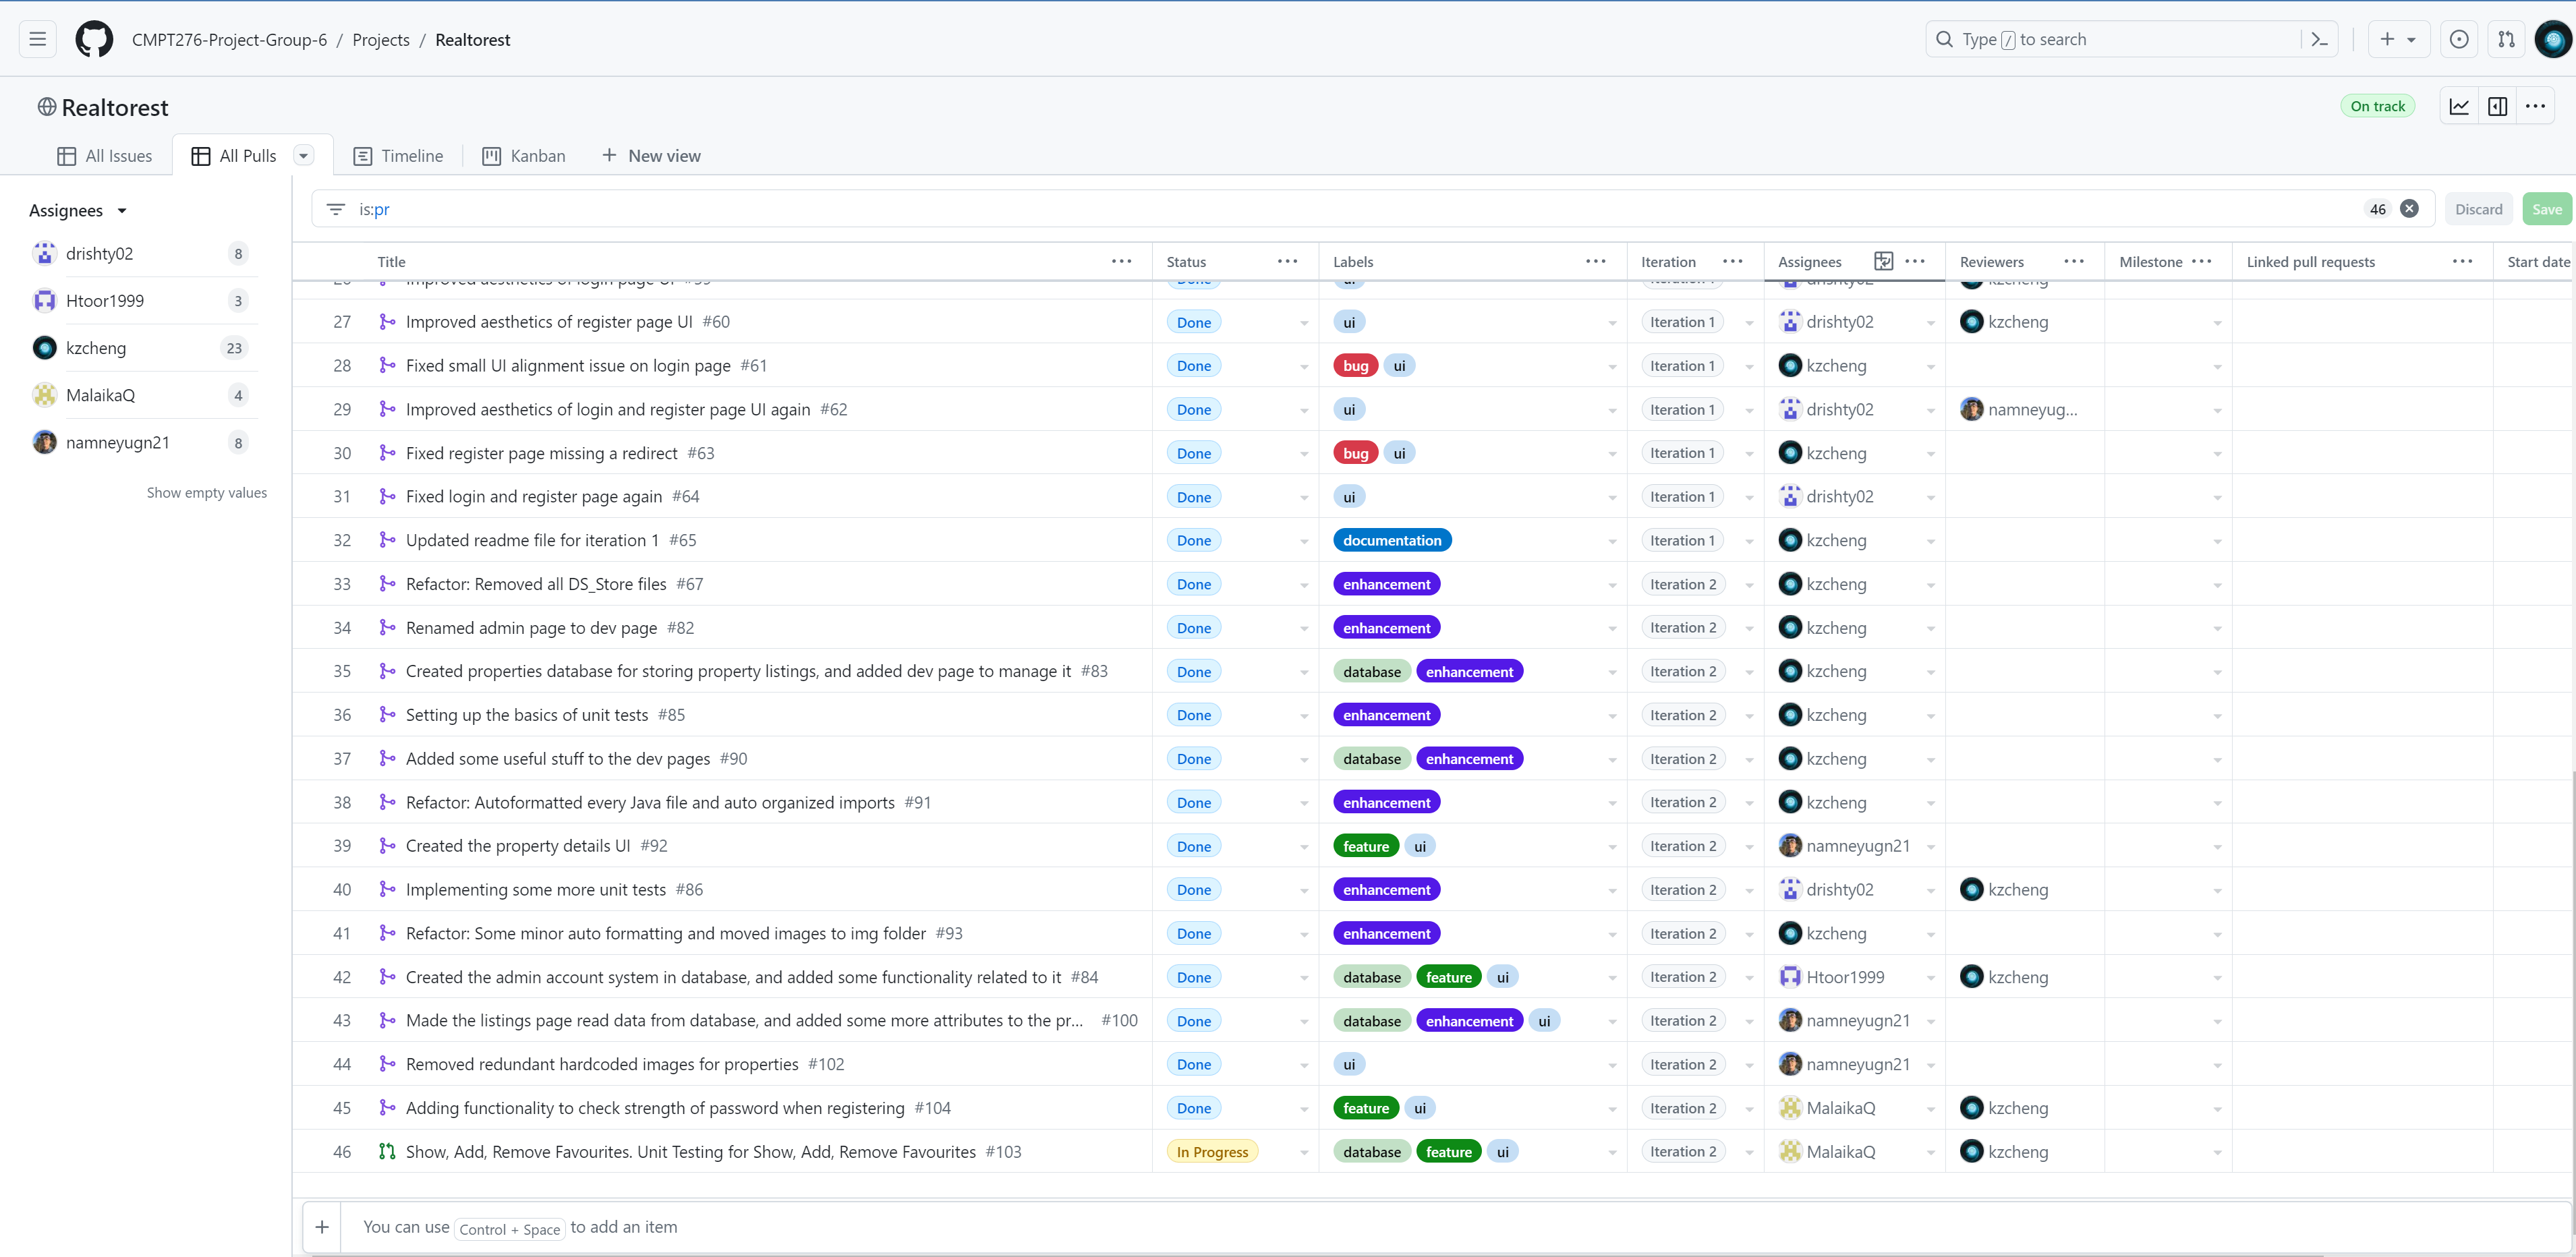 CMPT276-Project-Group-6 / Projects / Realtorest
Type / to search
Realtorest
On track
All Issues
All Pulls
Timeline
Kanban
New view
Assignees
drishty02 8
Htoor1999 3
kzcheng 23
MalaikaQ 4
namneyugn21 8
Show empty values
is:pr 46 Discard Save
Title Status Labels Iteration Assignees Reviewers Milestone Linked pull requests Start date
26 Improved aesthetics of login page UI #59 Done ui Iteration 1 drishty02 kzcheng
27 Improved aesthetics of register page UI #60 Done ui Iteration 1 drishty02 kzcheng
28 Fixed small UI alignment issue on login page #61 Done bug ui Iteration 1 kzcheng
29 Improved aesthetics of login and register page UI again #62 Done ui Iteration 1 drishty02 namneyug...
30 Fixed register page missing a redirect #63 Done bug ui Iteration 1 kzcheng
31 Fixed login and register page again #64 Done ui Iteration 1 drishty02
32 Updated readme file for iteration 1 #65 Done documentation Iteration 1 kzcheng
33 Refactor: Removed all DS_Store files #67 Done enhancement Iteration 2 kzcheng
34 Renamed admin page to dev page #82 Done enhancement Iteration 2 kzcheng
35 Created properties database for storing property listings, and added dev page to manage it #83 Done database enhancement Iteration 2 kzcheng
36 Setting up the basics of unit tests #85 Done enhancement Iteration 2 kzcheng
37 Added some useful stuff to the dev pages #90 Done database enhancement Iteration 2 kzcheng
38 Refactor: Autoformatted every Java file and auto organized imports #91 Done enhancement Iteration 2 kzcheng
39 Created the property details UI #92 Done feature ui Iteration 2 namneyugn21
40 Implementing some more unit tests #86 Done enhancement Iteration 2 drishty02 kzcheng
41 Refactor: Some minor auto formatting and moved images to img folder #93 Done enhancement Iteration 2 kzcheng
42 Created the admin account system in database, and added some functionality related to it #84 Done database feature ui Iteration 2 Htoor1999 kzcheng
43 Made the listings page read data from database, and added some more attributes to the pr... #100 Done database enhancement ui Iteration 2 namneyugn21
44 Removed redundant hardcoded images for properties #102 Done ui Iteration 2 namneyugn21
45 Adding functionality to check strength of password when registering #104 Done feature ui Iteration 2 MalaikaQ kzcheng
46 Show, Add, Remove Favourites. Unit Testing for Show, Add, Remove Favourites #103 In Progress database feature ui Iteration 2 MalaikaQ kzcheng
You can use Control + Space to add an item